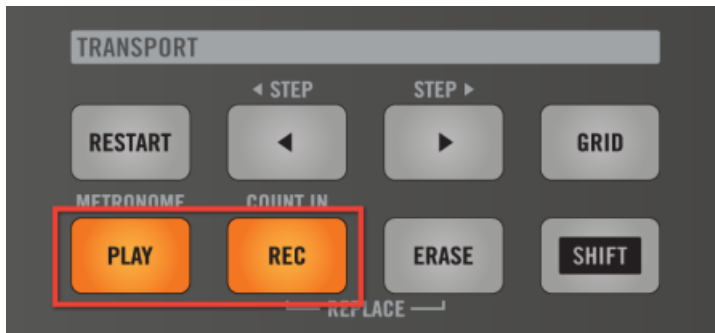 TRANSPORT
◀ STEP STEP ▶
RESTART ◀ ▶ GRID
METRONOME COUNT IN
PLAY REC ERASE SHIFT
REPLACE